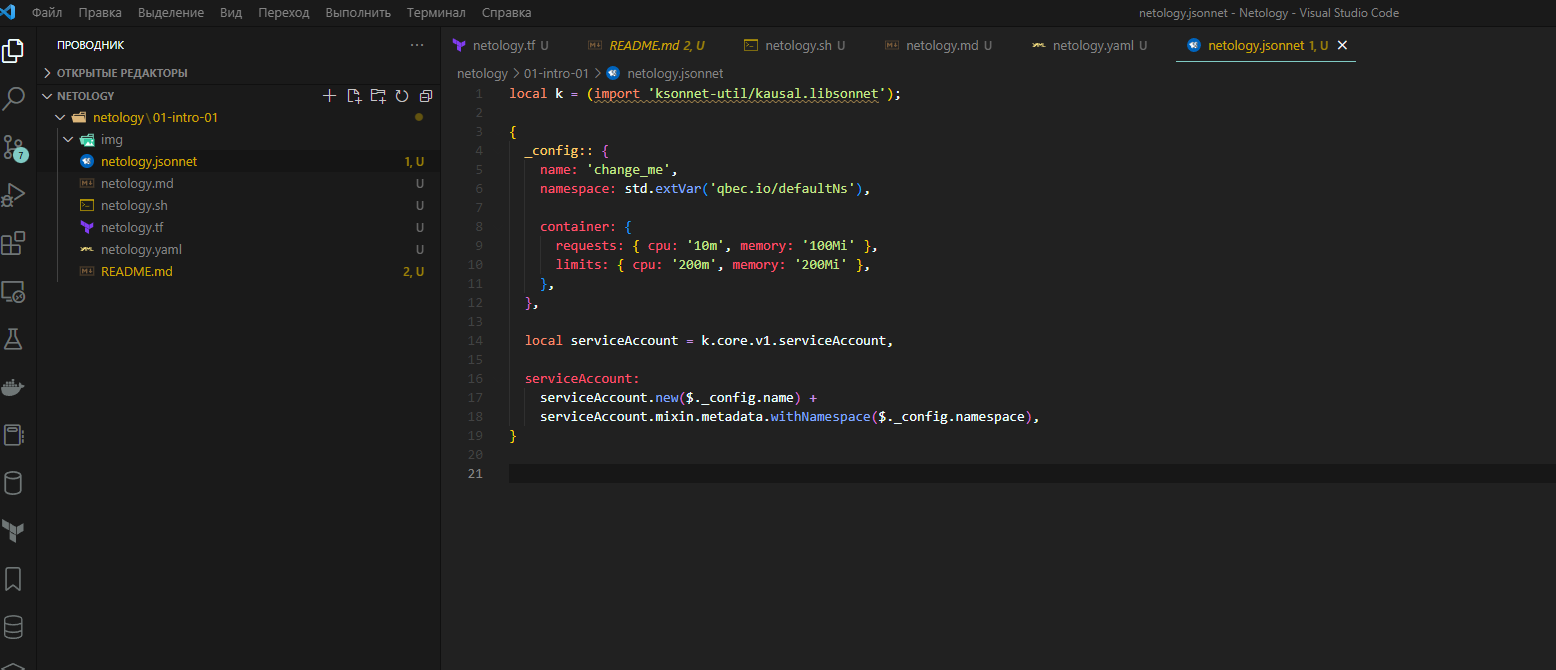 Файл Правка Выделение Вид Переход Выполнить Терминал Справка netology.jsonnet - Netology - Visual Studio Code
ПРОВОДНИК ···
ОТКРЫТЫЕ РЕДАКТОРЫ
NETOLOGY
netology\01-intro-01
img
netology.jsonnet 1, U
netology.md U
netology.sh U
netology.tf U
netology.yaml U
README.md 2, U
7
netology.tf U README.md 2, U netology.sh U netology.md U netology.yaml U netology.jsonnet 1, U
netology > 01-intro-01 > netology.jsonnet
1 local k = (import 'ksonnet-util/kausal.libsonnet');
2
3 {
4 _config:: {
5 name: 'change_me',
6 namespace: std.extVar('qbec.io/defaultNs'),
7
8 container: {
9 requests: { cpu: '10m', memory: '100Mi' },
10 limits: { cpu: '200m', memory: '200Mi' },
11 },
12 },
13
14 local serviceAccount = k.core.v1.serviceAccount,
15
16 serviceAccount:
17 serviceAccount.new($._config.name) +
18 serviceAccount.mixin.metadata.withNamespace($._config.namespace),
19 }
20
21